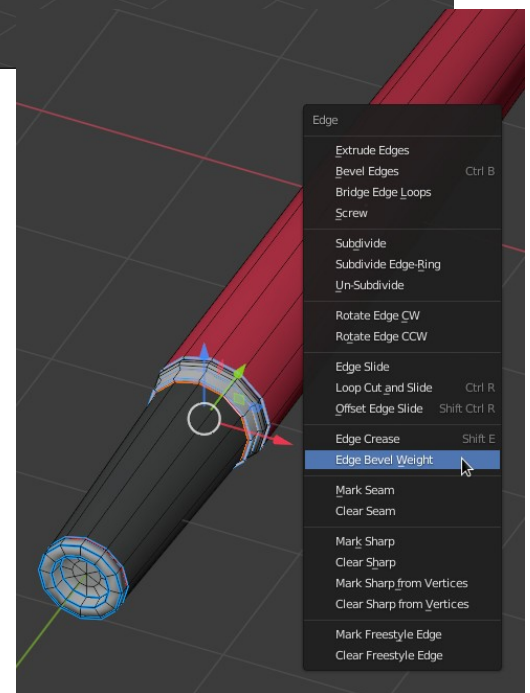 Edge
Extrude Edges
Bevel Edges Ctrl B
Bridge Edge Loops
Screw
Subdivide
Subdivide Edge-Ring
Un-Subdivide
Rotate Edge CW
Rotate Edge CCW
Edge Slide
Loop Cut and Slide Ctrl R
Offset Edge Slide Shift Ctrl R
Edge Crease Shift E
Edge Bevel Weight
Mark Seam
Clear Seam
Mark Sharp
Clear Sharp
Mark Sharp from Vertices
Clear Sharp from Vertices
Mark Freestyle Edge
Clear Freestyle Edge